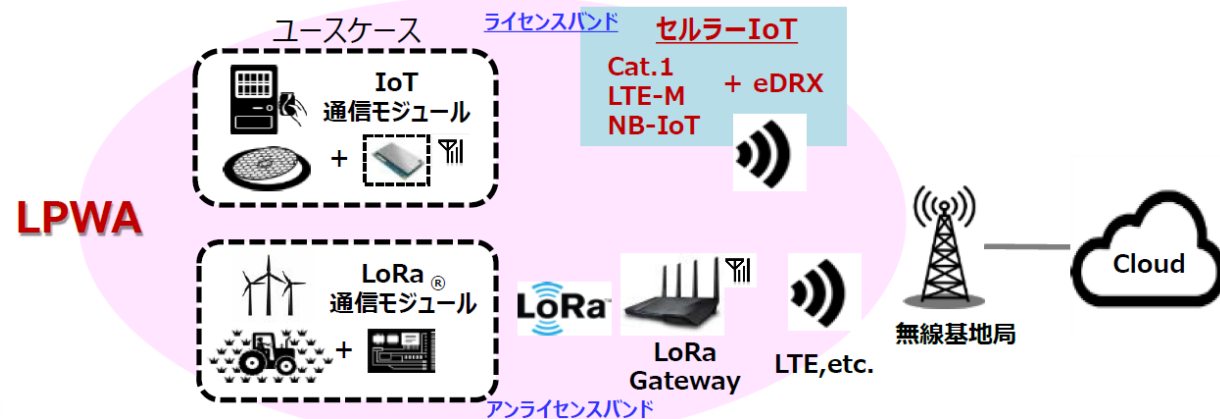 ユースケース
ライセンスバンド
セルラーIoT
Cat.1
LTE-M
NB-IoT
+ eDRX
IoT
通信モジュール
+
LPWA
LoRa ®
通信モジュール
+
LoRa™
LoRa
Gateway
LTE,etc.
無線基地局
Cloud
アンライセンスバンド